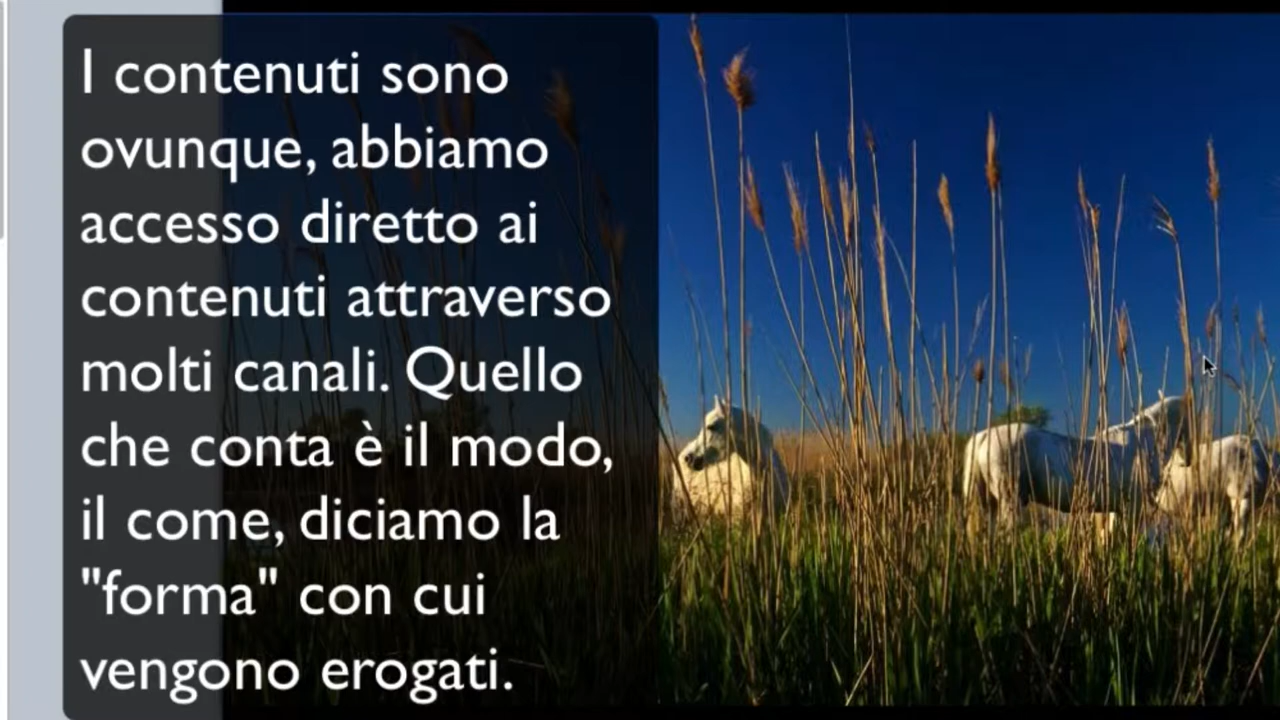 I contenuti sono
ovunque, abbiamo
accesso diretto ai
contenuti attraverso
molti canali. Quello
che conta è il modo,
il come, diciamo la
"forma" con cui
vengono erogati.